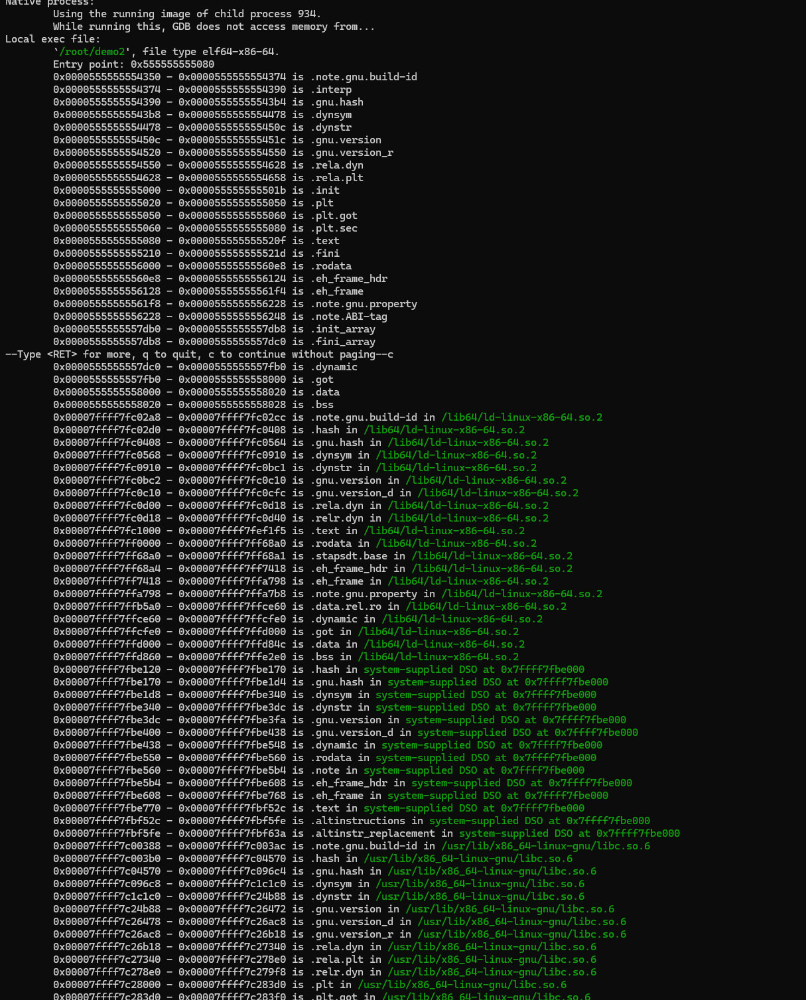 Native process:
Using the running image of child process 934.
While running this, GDB does not access memory from...
Local exec file:
`/root/demo2', file type elf64-x86-64.
Entry point: 0x555555555080
0x0000555555554350 - 0x0000555555554374 is .note.gnu.build-id
0x0000555555554374 - 0x0000555555554390 is .interp
0x0000555555554390 - 0x00005555555543b4 is .gnu.hash
0x00005555555543b8 - 0x0000555555554478 is .dynsym
0x0000555555554478 - 0x000055555555450c is .dynstr
0x000055555555450c - 0x000055555555451c is .gnu.version
0x0000555555554520 - 0x0000555555554550 is .gnu.version_r
0x0000555555554550 - 0x0000555555554628 is .rela.dyn
0x0000555555554628 - 0x0000555555554658 is .rela.plt
0x0000555555555000 - 0x000055555555501b is .init
0x0000555555555020 - 0x0000555555555050 is .plt
0x0000555555555050 - 0x0000555555555060 is .plt.got
0x0000555555555060 - 0x0000555555555080 is .plt.sec
0x0000555555555080 - 0x000055555555520f is .text
0x0000555555555210 - 0x000055555555521d is .fini
0x0000555555556000 - 0x00005555555560e8 is .rodata
0x00005555555560e8 - 0x0000555555556124 is .eh_frame_hdr
0x0000555555556128 - 0x00005555555561f4 is .eh_frame
0x00005555555561f8 - 0x0000555555556228 is .note.gnu.property
0x0000555555556228 - 0x0000555555556248 is .note.ABI-tag
0x0000555555557db0 - 0x0000555555557db8 is .init_array
0x0000555555557db8 - 0x0000555555557dc0 is .fini_array
--Type <RET> for more, q to quit, c to continue without paging--c
0x0000555555557dc0 - 0x0000555555557fb0 is .dynamic
0x0000555555557fb0 - 0x0000555555558000 is .got
0x0000555555558000 - 0x0000555555558020 is .data
0x0000555555558020 - 0x0000555555558028 is .bss
0x00007ffff7fc02a8 - 0x00007ffff7fc02cc is .note.gnu.build-id in /lib64/ld-linux-x86-64.so.2
0x00007ffff7fc02d0 - 0x00007ffff7fc0408 is .hash in /lib64/ld-linux-x86-64.so.2
0x00007ffff7fc0408 - 0x00007ffff7fc0564 is .gnu.hash in /lib64/ld-linux-x86-64.so.2
0x00007ffff7fc0568 - 0x00007ffff7fc0910 is .dynsym in /lib64/ld-linux-x86-64.so.2
0x00007ffff7fc0910 - 0x00007ffff7fc0bc1 is .dynstr in /lib64/ld-linux-x86-64.so.2
0x00007ffff7fc0bc2 - 0x00007ffff7fc0c10 is .gnu.version in /lib64/ld-linux-x86-64.so.2
0x00007ffff7fc0c10 - 0x00007ffff7fc0cfc is .gnu.version_d in /lib64/ld-linux-x86-64.so.2
0x00007ffff7fc0d00 - 0x00007ffff7fc0d18 is .rela.dyn in /lib64/ld-linux-x86-64.so.2
0x00007ffff7fc0d18 - 0x00007ffff7fc0d40 is .relr.dyn in /lib64/ld-linux-x86-64.so.2
0x00007ffff7fc1000 - 0x00007ffff7fef1f5 is .text in /lib64/ld-linux-x86-64.so.2
0x00007ffff7ff0000 - 0x00007ffff7ff68a0 is .rodata in /lib64/ld-linux-x86-64.so.2
0x00007ffff7ff68a0 - 0x00007ffff7ff68a1 is .stapsdt.base in /lib64/ld-linux-x86-64.so.2
0x00007ffff7ff68a4 - 0x00007ffff7ff7418 is .eh_frame_hdr in /lib64/ld-linux-x86-64.so.2
0x00007ffff7ff7418 - 0x00007ffff7ffa798 is .eh_frame in /lib64/ld-linux-x86-64.so.2
0x00007ffff7ffa798 - 0x00007ffff7ffa7b8 is .note.gnu.property in /lib64/ld-linux-x86-64.so.2
0x00007ffff7ffb5a0 - 0x00007ffff7ffce60 is .data.rel.ro in /lib64/ld-linux-x86-64.so.2
0x00007ffff7ffce60 - 0x00007ffff7ffcfe0 is .dynamic in /lib64/ld-linux-x86-64.so.2
0x00007ffff7ffcfe0 - 0x00007ffff7ffd000 is .got in /lib64/ld-linux-x86-64.so.2
0x00007ffff7ffd000 - 0x00007ffff7ffd84c is .data in /lib64/ld-linux-x86-64.so.2
0x00007ffff7ffd860 - 0x00007ffff7ffe2e0 is .bss in /lib64/ld-linux-x86-64.so.2
0x00007ffff7fbe120 - 0x00007ffff7fbe170 is .hash in system-supplied DSO at 0x7ffff7fbe000
0x00007ffff7fbe170 - 0x00007ffff7fbe1d4 is .gnu.hash in system-supplied DSO at 0x7ffff7fbe000
0x00007ffff7fbe1d8 - 0x00007ffff7fbe340 is .dynsym in system-supplied DSO at 0x7ffff7fbe000
0x00007ffff7fbe340 - 0x00007ffff7fbe3dc is .dynstr in system-supplied DSO at 0x7ffff7fbe000
0x00007ffff7fbe3dc - 0x00007ffff7fbe3fa is .gnu.version in system-supplied DSO at 0x7ffff7fbe000
0x00007ffff7fbe400 - 0x00007ffff7fbe438 is .gnu.version_d in system-supplied DSO at 0x7ffff7fbe000
0x00007ffff7fbe438 - 0x00007ffff7fbe548 is .dynamic in system-supplied DSO at 0x7ffff7fbe000
0x00007ffff7fbe550 - 0x00007ffff7fbe560 is .rodata in system-supplied DSO at 0x7ffff7fbe000
0x00007ffff7fbe560 - 0x00007ffff7fbe5b4 is .note in system-supplied DSO at 0x7ffff7fbe000
0x00007ffff7fbe5b4 - 0x00007ffff7fbe608 is .eh_frame_hdr in system-supplied DSO at 0x7ffff7fbe000
0x00007ffff7fbe608 - 0x00007ffff7fbe768 is .eh_frame in system-supplied DSO at 0x7ffff7fbe000
0x00007ffff7fbe770 - 0x00007ffff7fbf52c is .text in system-supplied DSO at 0x7ffff7fbe000
0x00007ffff7fbf52c - 0x00007ffff7fbf5fe is .altinstructions in system-supplied DSO at 0x7ffff7fbe000
0x00007ffff7fbf5fe - 0x00007ffff7fbf63a is .altinstr_replacement in system-supplied DSO at 0x7ffff7fbe000
0x00007ffff7c00388 - 0x00007ffff7c003ac is .note.gnu.build-id in /usr/lib/x86_64-linux-gnu/libc.so.6
0x00007ffff7c003b0 - 0x00007ffff7c04570 is .hash in /usr/lib/x86_64-linux-gnu/libc.so.6
0x00007ffff7c04570 - 0x00007ffff7c096c4 is .gnu.hash in /usr/lib/x86_64-linux-gnu/libc.so.6
0x00007ffff7c096c8 - 0x00007ffff7c1c1c0 is .dynsym in /usr/lib/x86_64-linux-gnu/libc.so.6
0x00007ffff7c1c1c0 - 0x00007ffff7c24b88 is .dynstr in /usr/lib/x86_64-linux-gnu/libc.so.6
0x00007ffff7c24b88 - 0x00007ffff7c26472 is .gnu.version in /usr/lib/x86_64-linux-gnu/libc.so.6
0x00007ffff7c26478 - 0x00007ffff7c26ac8 is .gnu.version_d in /usr/lib/x86_64-linux-gnu/libc.so.6
0x00007ffff7c26ac8 - 0x00007ffff7c26b18 is .gnu.version_r in /usr/lib/x86_64-linux-gnu/libc.so.6
0x00007ffff7c26b18 - 0x00007ffff7c27340 is .rela.dyn in /usr/lib/x86_64-linux-gnu/libc.so.6
0x00007ffff7c27340 - 0x00007ffff7c278e0 is .rela.plt in /usr/lib/x86_64-linux-gnu/libc.so.6
0x00007ffff7c278e0 - 0x00007ffff7c279f8 is .relr.dyn in /usr/lib/x86_64-linux-gnu/libc.so.6
0x00007ffff7c28000 - 0x00007ffff7c283d0 is .plt in /usr/lib/x86_64-linux-gnu/libc.so.6
0x00007ffff7c283d0 - 0x00007ffff7c283f0 is .plt.got in /usr/lib/x86_64-linux-gnu/libc.so.6